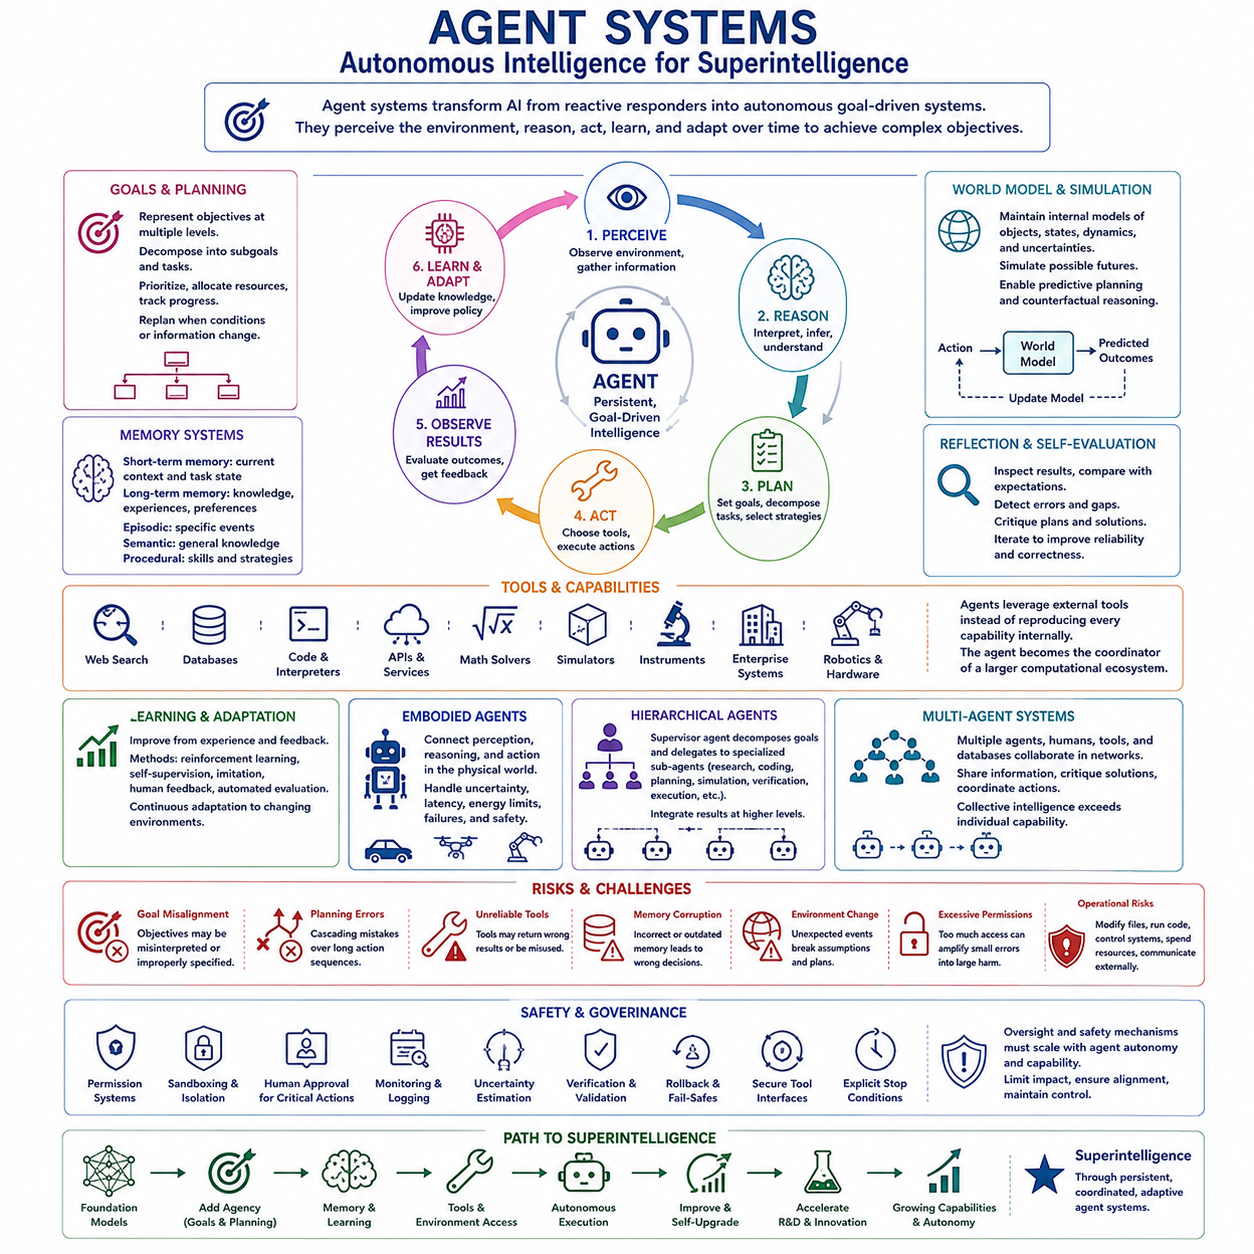 AGENT SYSTEMS
Autonomous Intelligence for Superintelligence
Agent systems transform AI from reactive responders into autonomous goal-driven systems.
They perceive the environment, reason, act, learn, and adapt over time to achieve complex objectives.
GOALS & PLANNING
Represent objectives at
multiple levels.
Decompose into subgoals
and tasks.
Prioritize, allocate resources,
track progress.
Replan when conditions
or information change.
MEMORY SYSTEMS
Short-term memory: current
context and task state
Long-term memory: knowledge,
experiences, preferences
Episodic: specific events
Semantic: general knowledge
Procedural: skills and strategies
1. PERCEIVE
Observe environment,
gather information
2. REASON
Interpret, infer,
understand
3. PLAN
Set goals, decompose
tasks, select strategies
4. ACT
Choose tools,
execute actions
5. OBSERVE
RESULTS
Evaluate outcomes,
get feedback
6. LEARN &
ADAPT
Update knowledge,
improve policy
AGENT
Persistent,
Goal-Driven
Intelligence
WORLD MODEL & SIMULATION
Maintain internal models of
objects, states, dynamics,
and uncertainties.
Simulate possible futures.
Enable predictive planning
and counterfactual reasoning.
Action
World
Model
Predicted
Outcomes
Update Model
REFLECTION & SELF-EVALUATION
Inspect results, compare with
expectations.
Detect errors and gaps.
Critique plans and solutions.
Iterate to improve reliability
and correctness.
TOOLS & CAPABILITIES
Web Search
Databases
Code &
Interpreters
APIs &
Services
√√x
Math Solvers
Simulators
Instruments
Enterprise
Systems
Robotics &
Hardware
Agents leverage external tools
instead of reproducing every
capability internally.
The agent becomes the coordinator
of a larger computational ecosystem.
LEARNING & ADAPTATION
Improve from experience and feedback.
Methods: reinforcement learning,
self-supervision, imitation,
human feedback, automated evaluation.
Continuous adaptation to changing
environments.
EMBODIED AGENTS
Connect perception,
reasoning, and action
in the physical world.
Handle uncertainty,
latency, energy limits,
failures, and safety.
HIERARCHICAL AGENTS
Supervisor agent decomposes goals
and delegates to specialized
sub-agents (research, coding,
planning, simulation, verification,
execution, etc.).
Integrate results at higher levels.
MULTI-AGENT SYSTEMS
Multiple agents, humans, tools, and
databases collaborate in networks.
Share information, critique solutions,
coordinate actions.
Collective intelligence exceeds
individual capability.
RISKS & CHALLENGES
Goal Misalignment
Objectives may be
misinterpreted or
improperly specified.
Planning Errors
Cascading mistakes
over long action
sequences.
Unreliable Tools
Tools may return wrong
results or be misused.
Memory Corruption
Incorrect or outdated
memory leads to
wrong decisions.
Environment Change
Unexpected events
break assumptions
and plans.
Excessive Permissions
Too much access can
amplify small errors
into large harm.
Operational Risks
Modify files, run code,
control systems, spend
resources, communicate
externally.
SAFETY & GOVERINANCE
Permission
Systems
Sandboxing &
Isolation
Human Approval
for Critical Actions
Monitoring &
Logging
Uncertainty
Estimation
Verification &
Validation
Rollback &
Fail-Safes
Secure Tool
Interfaces
Explicit Stop
Conditions
Oversight and safety mechanisms
must scale with agent autonomy
and capability.
Limit impact, ensure alignment,
maintain control.
PATH TO SUPERINTELLIGENCE
Foundation
Models
Add Agency
(Goals & Planning)
Memory &
Learning
Tools &
Environment Access
Autonomous
Execution
Improve &
Self-Upgrade
Accelerate
R&D & Innovation
Growing Capabilities
& Autonomy
Superintelligence
Through persistent,
coordinated, adaptive
agent systems.